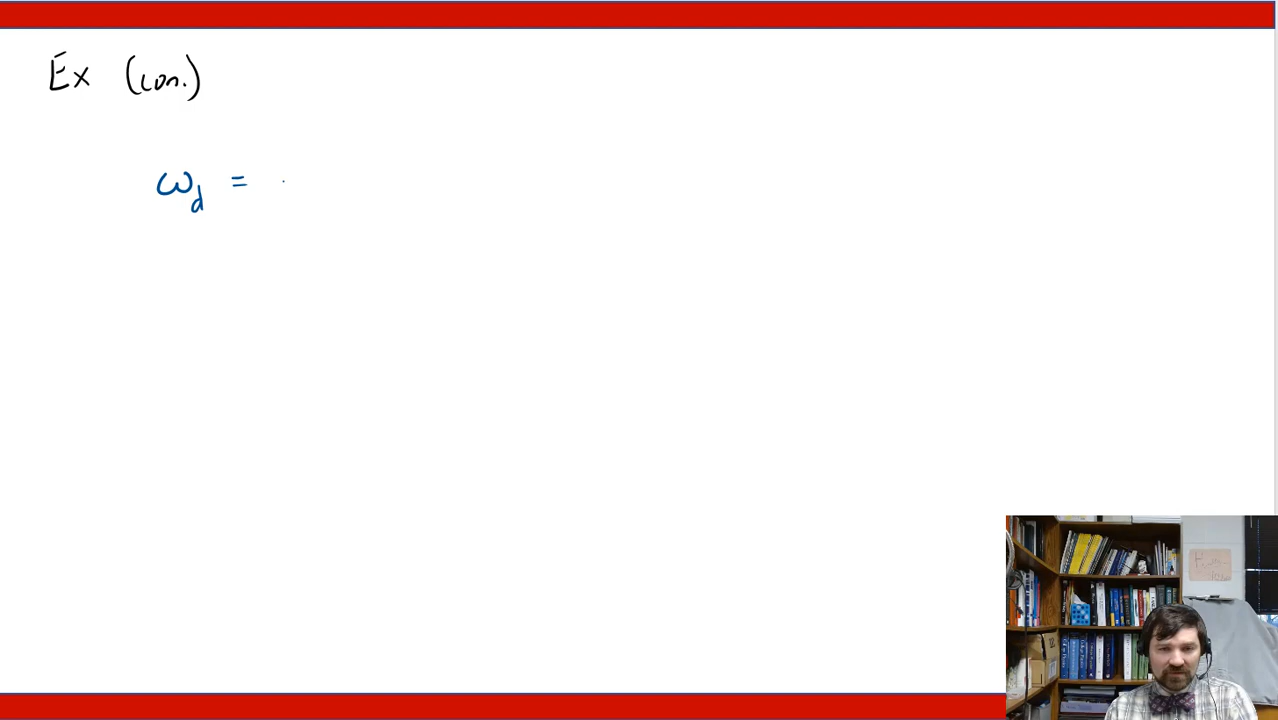 Ex (con.)
ω_d =